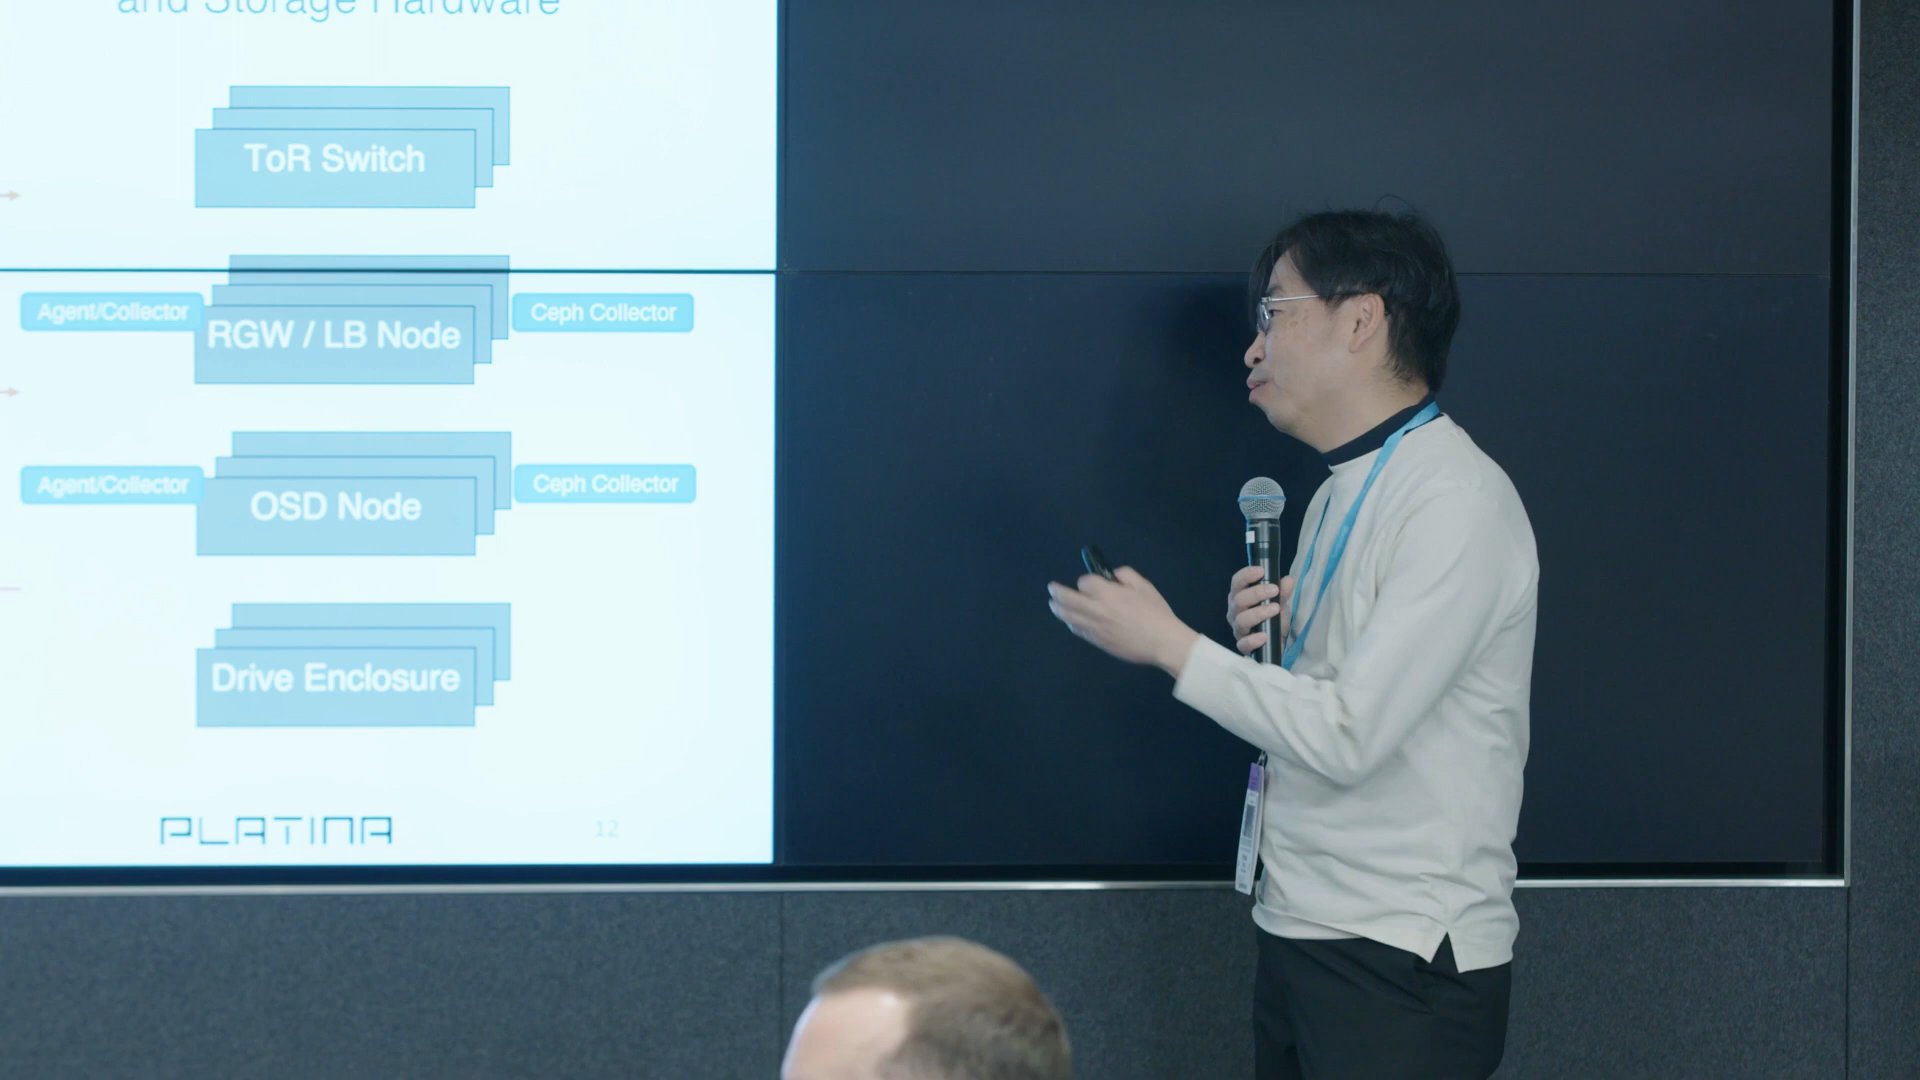 and Storage Hardware
ToR Switch
Agent/Collector
RGW / LB Node
Ceph Collector
Agent/Collector
OSD Node
Ceph Collector
Drive Enclosure
PLATINA
12